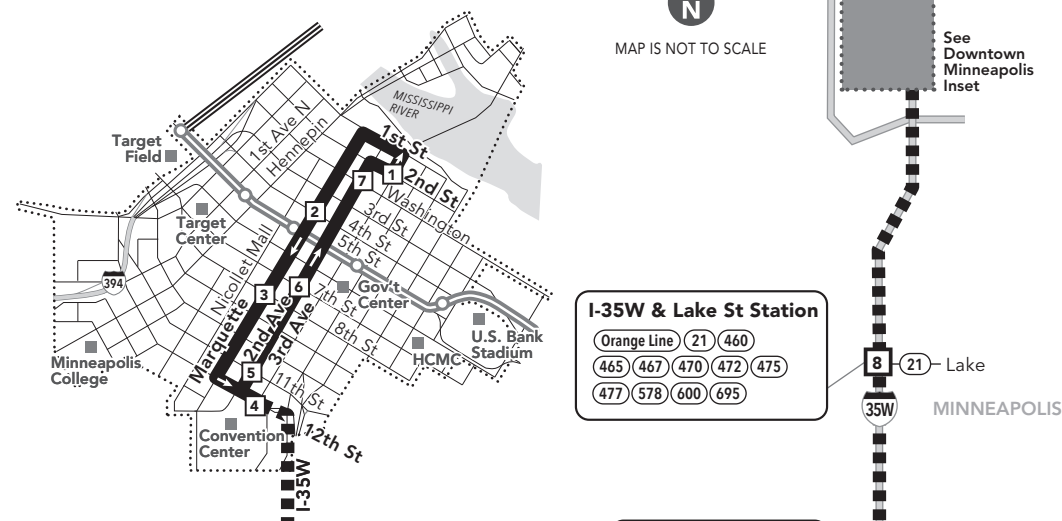 N
MAP IS NOT TO SCALE
See
Downtown
Minneapolis
Inset
MISSISSIPPI
RIVER
Target
Field
1st Ave N
Hennepin
1st St
2nd St
Washington
3rd St
4th St
5th St
7th St
8th St
11th St
12th St
Target
Center
Nicollet Mall
Marquette
2nd Ave
3rd Ave
Gov't
Center
394
Minneapolis
College
HCMC
U.S. Bank
Stadium
Convention
Center
I-35W
1
2
3
4
5
6
7
I-35W & Lake St Station
Orange Line 21 460
465 467 470 472 475
477 578 600 695
8 21 Lake
35W
MINNEAPOLIS